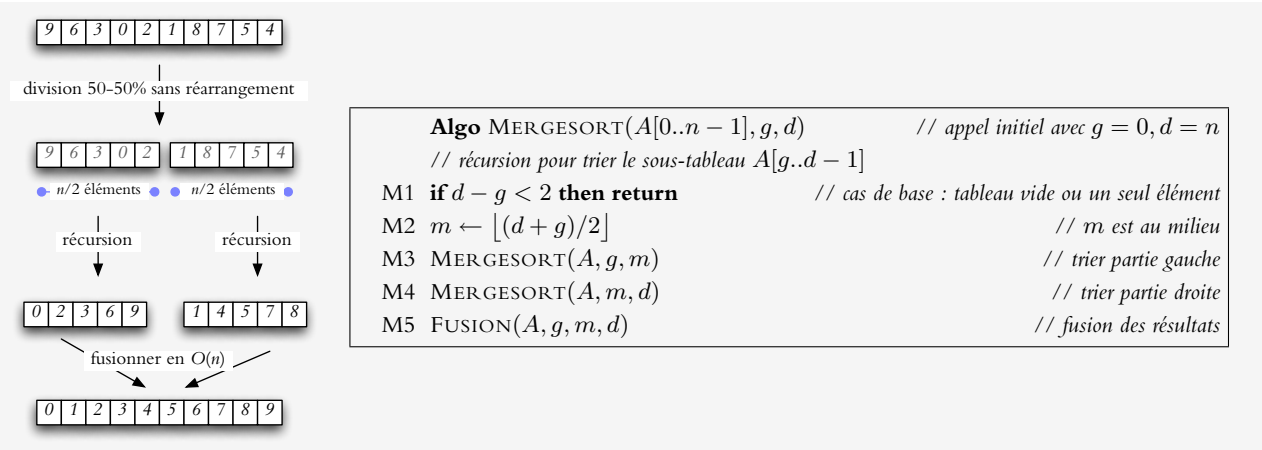 9 6 3 0 2 1 8 7 5 4
division 50-50% sans réarrangement
9 6 3 0 2 1 8 7 5 4
n/2 éléments n/2 éléments
récursion récursion
0 2 3 6 9 1 4 5 7 8
fusionner en O(n)
0 1 2 3 4 5 6 7 8 9
Algo MERGESORT(A[0..n − 1], g, d) // appel initial avec g = 0, d = n
// récursion pour trier le sous-tableau A[g..d − 1]
M1 if d − g < 2 then return // cas de base : tableau vide ou un seul élément
M2 m ← ⌊(d + g)/2⌋ // m est au milieu
M3 MERGESORT(A, g, m) // trier partie gauche
M4 MERGESORT(A, m, d) // trier partie droite
M5 FUSION(A, g, m, d) // fusion des résultats